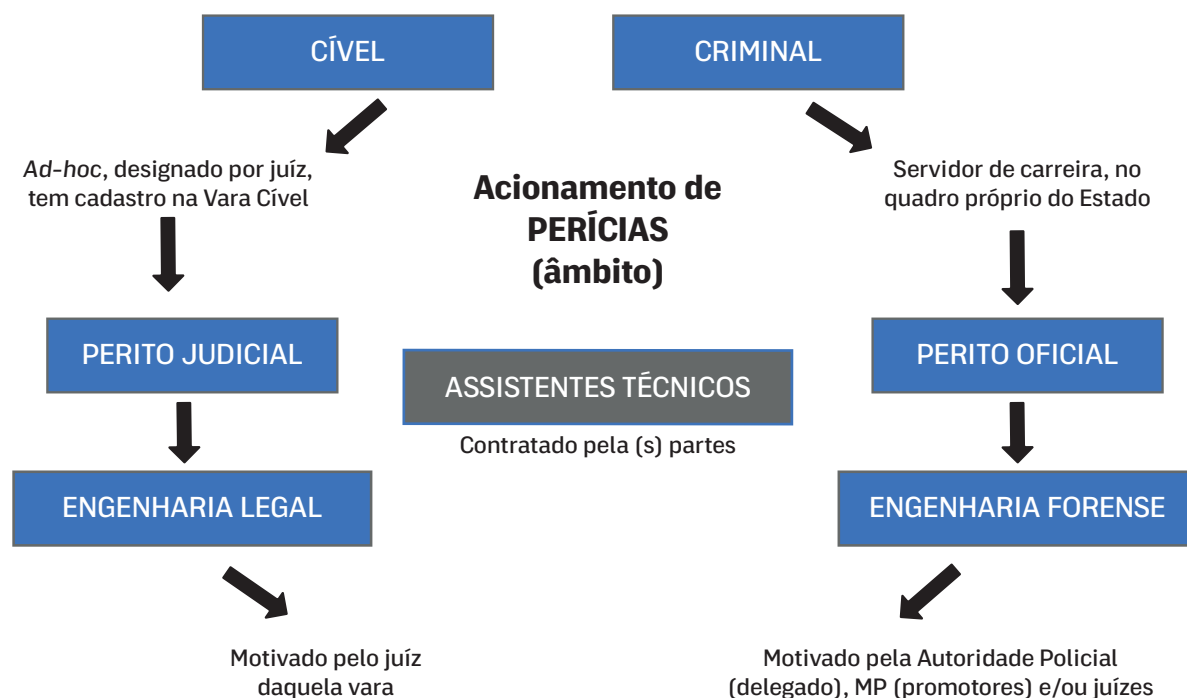 CÍVEL
CRIMINAL
Ad-hoc, designado por juíz,
tem cadastro na Vara Cível
Acionamento de
PERÍCIAS
(âmbito)
Servidor de carreira, no
quadro próprio do Estado
PERITO JUDICIAL
ASSISTENTES TÉCNICOS
Contratado pela (s) partes
PERITO OFICIAL
ENGENHARIA LEGAL
ENGENHARIA FORENSE
Motivado pelo juíz
daquela vara
Motivado pela Autoridade Policial
(delegado), MP (promotores) e/ou juízes